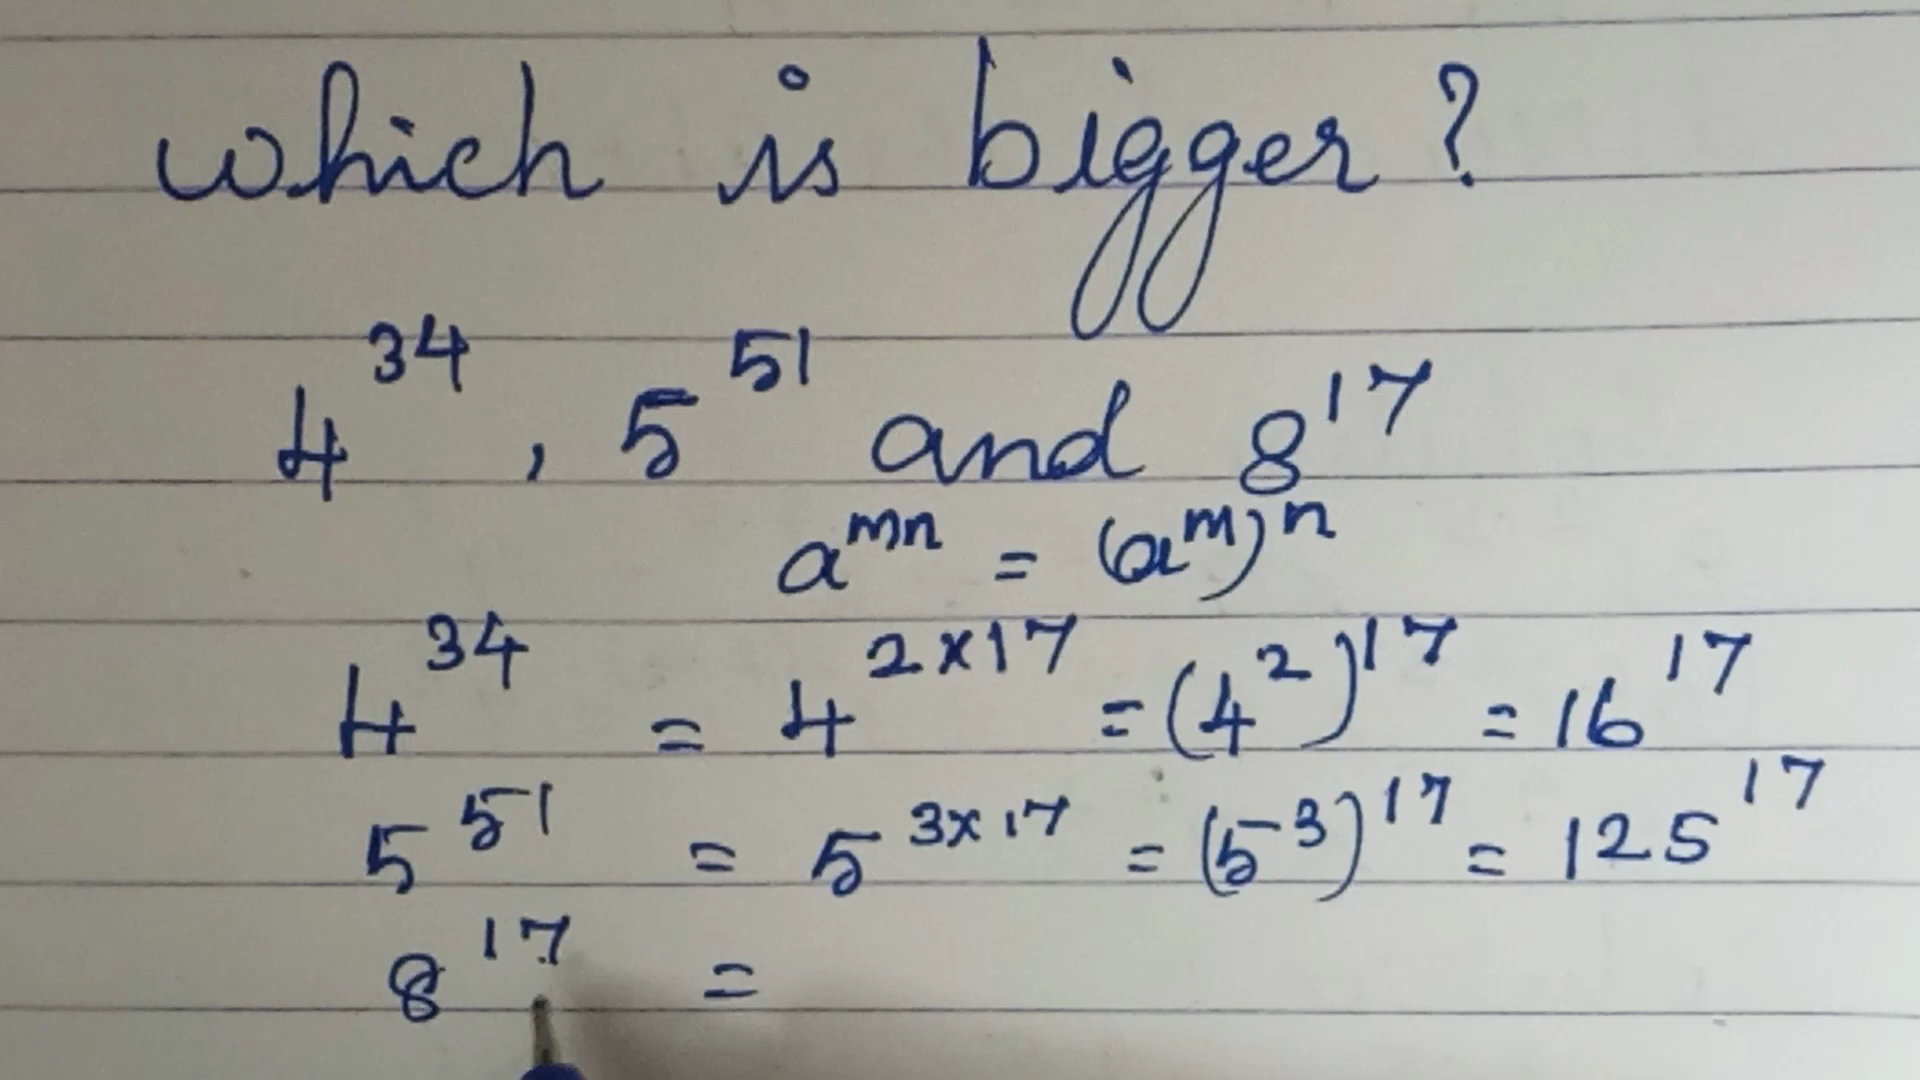 which is bigger?
4^34, 5^51 and 8^17
a^mn = (a^m)^n
4^34 = 4^2×17 = (4^2)^17 = 16^17
5^51 = 5^3×17 = (5^3)^17 = 125^17
8^17 =